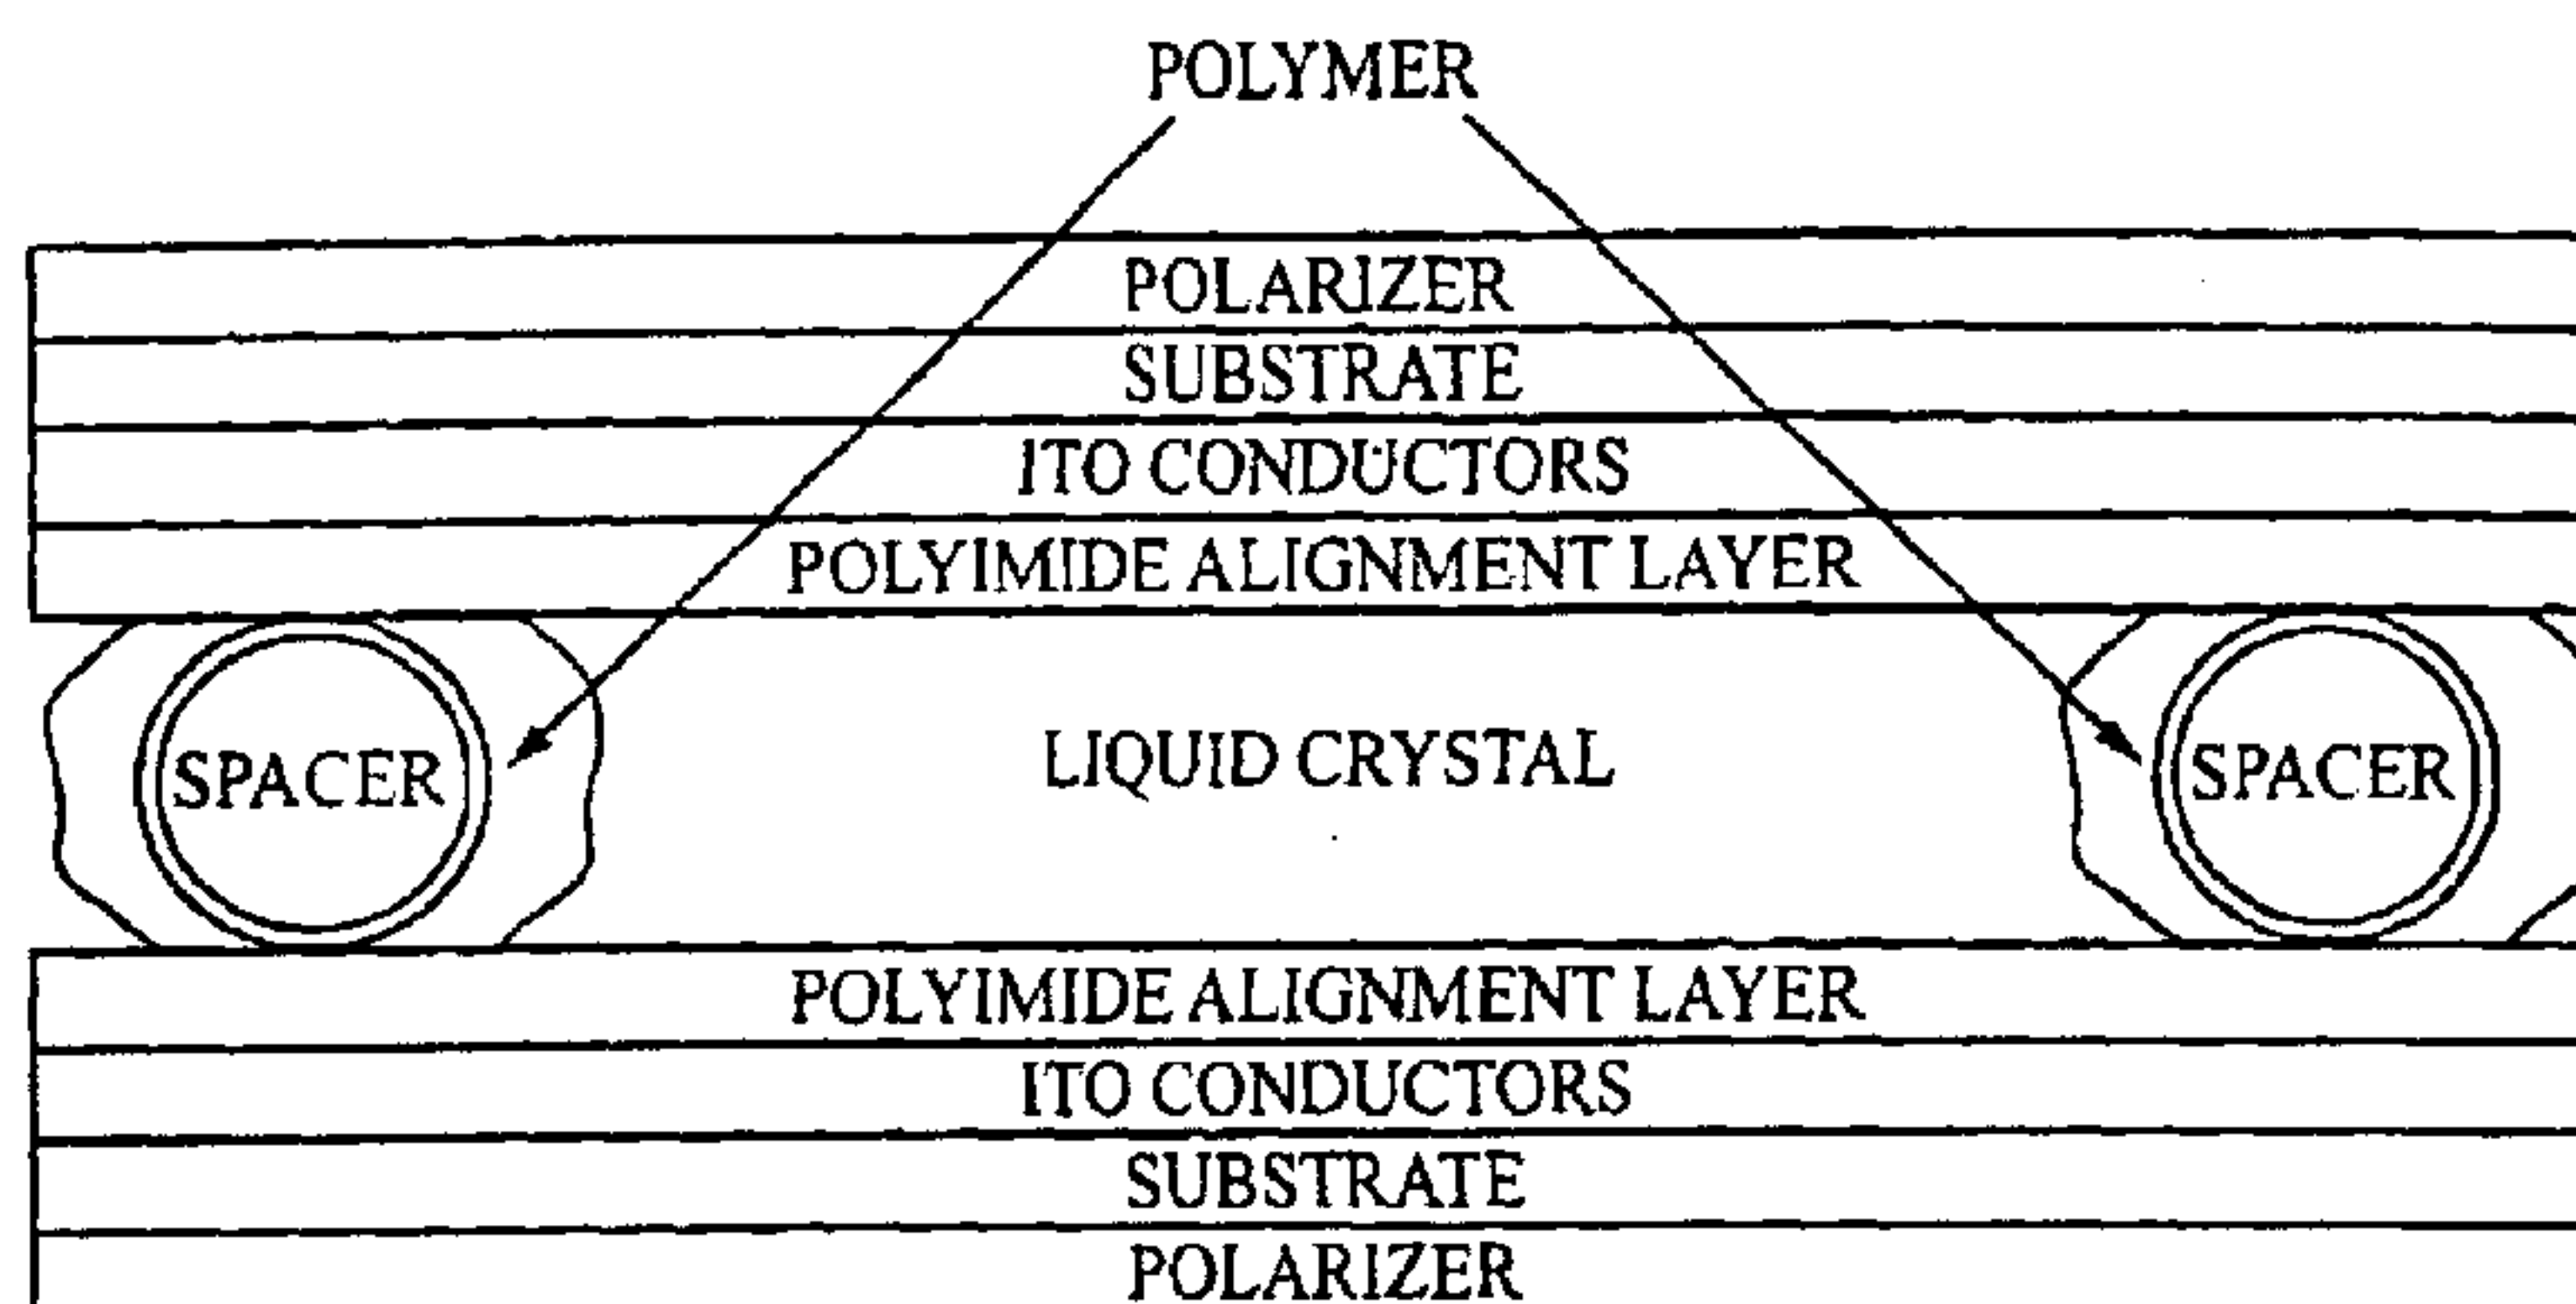 POLYMER
POLARIZER
SUBSTRATE
ITO CONDUCTORS
POLYIMIDE ALIGNMENT LAYER
SPACER LIQUID CRYSTAL SPACER
POLYIMIDE ALIGNMENT LAYER
ITO CONDUCTORS
SUBSTRATE
POLARIZER